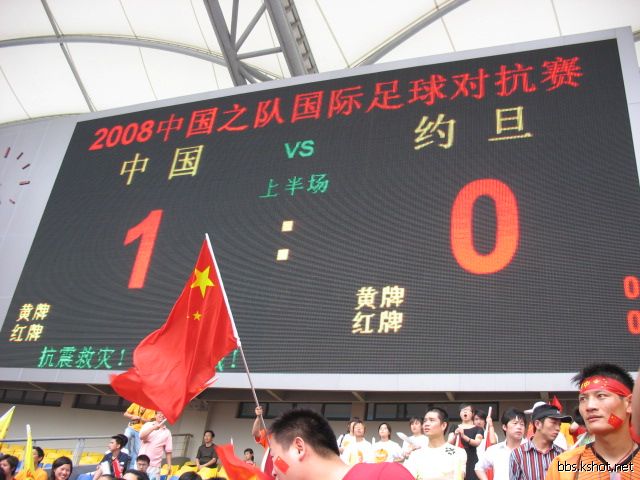 2008中国之队国际足球对抗赛
中国 VS 约旦
上半场
1 : 0
黄牌 黄牌 0
红牌 红牌 0
抗震救灾!
bbs.kshot.net